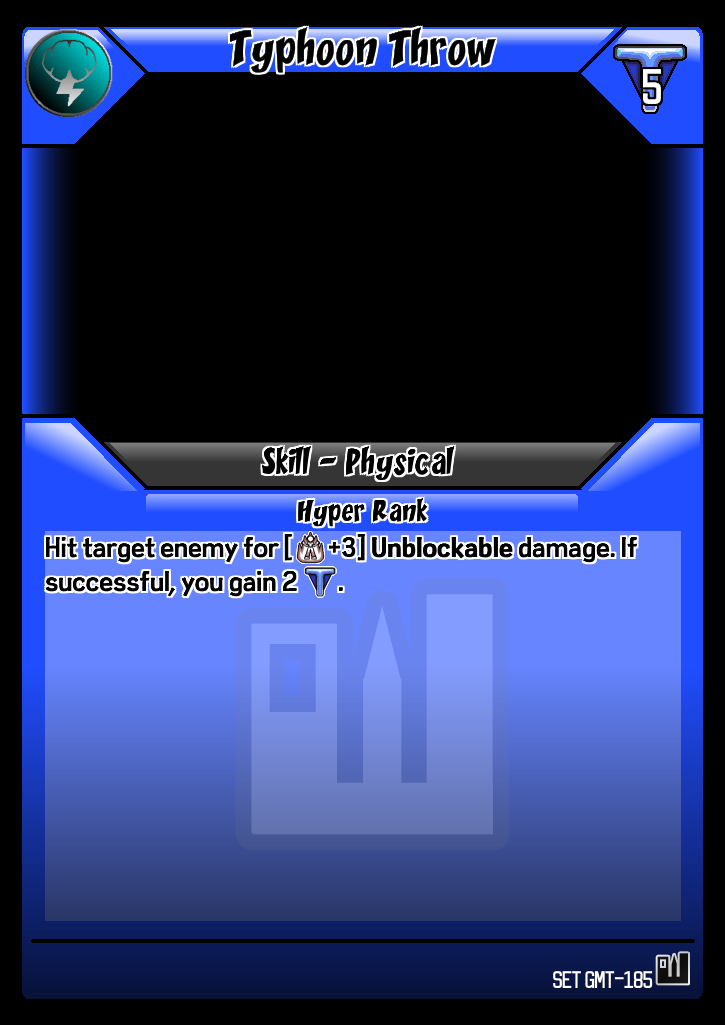 Typhoon Throw
5
Skill - Physical
Hyper Rank
Hit target enemy for [ +3] Unblockable damage. If
successful, you gain 2 .
SET GMT-185